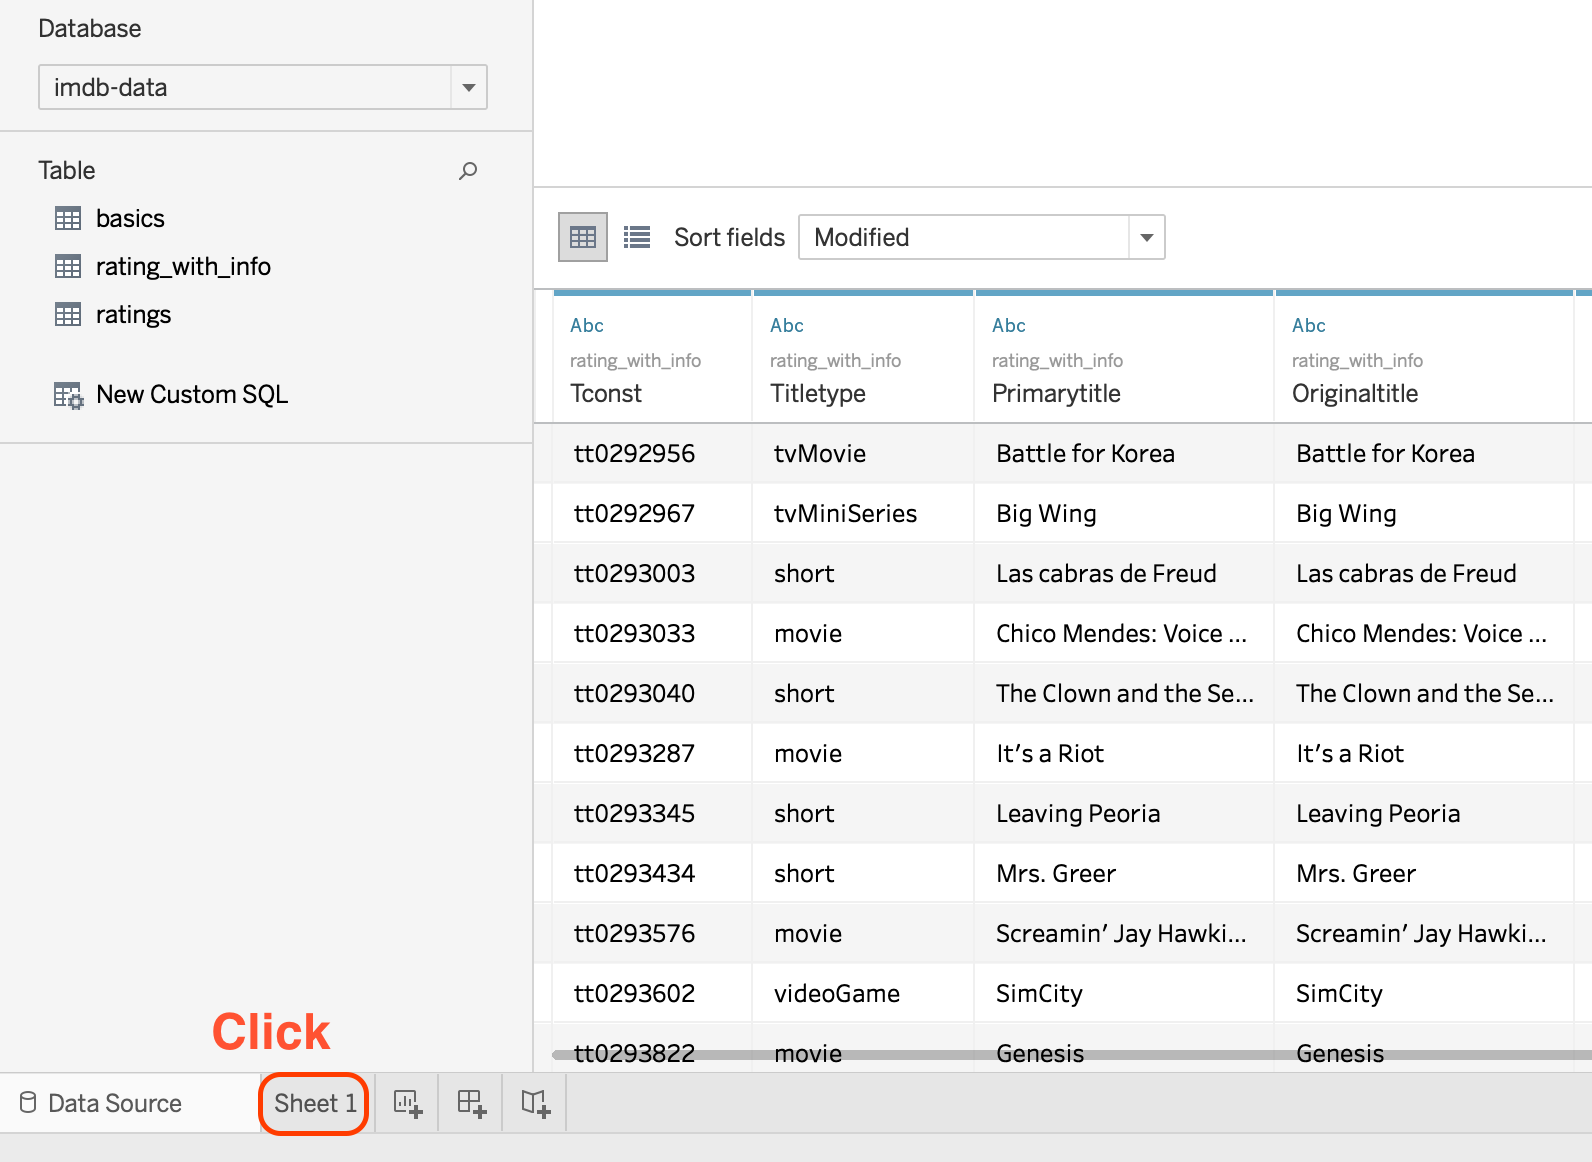 Database
imdb-data
Table
basics
rating_with_info
ratings
New Custom SQL
Sort fields Modified
Abc Abc Abc Abc
rating_with_info rating_with_info rating_with_info rating_with_info
Tconst Titletype Primarytitle Originaltitle
tt0292956 tvMovie Battle for Korea Battle for Korea
tt0292967 tvMiniSeries Big Wing Big Wing
tt0293003 short Las cabras de Freud Las cabras de Freud
tt0293033 movie Chico Mendes: Voice ... Chico Mendes: Voice ...
tt0293040 short The Clown and the Se... The Clown and the Se...
tt0293287 movie It's a Riot It's a Riot
tt0293345 short Leaving Peoria Leaving Peoria
tt0293434 short Mrs. Greer Mrs. Greer
tt0293576 movie Screamin' Jay Hawki... Screamin' Jay Hawki...
tt0293602 videoGame SimCity SimCity
tt0293822 movie Genesis Genesis
Click
Data Source Sheet 1